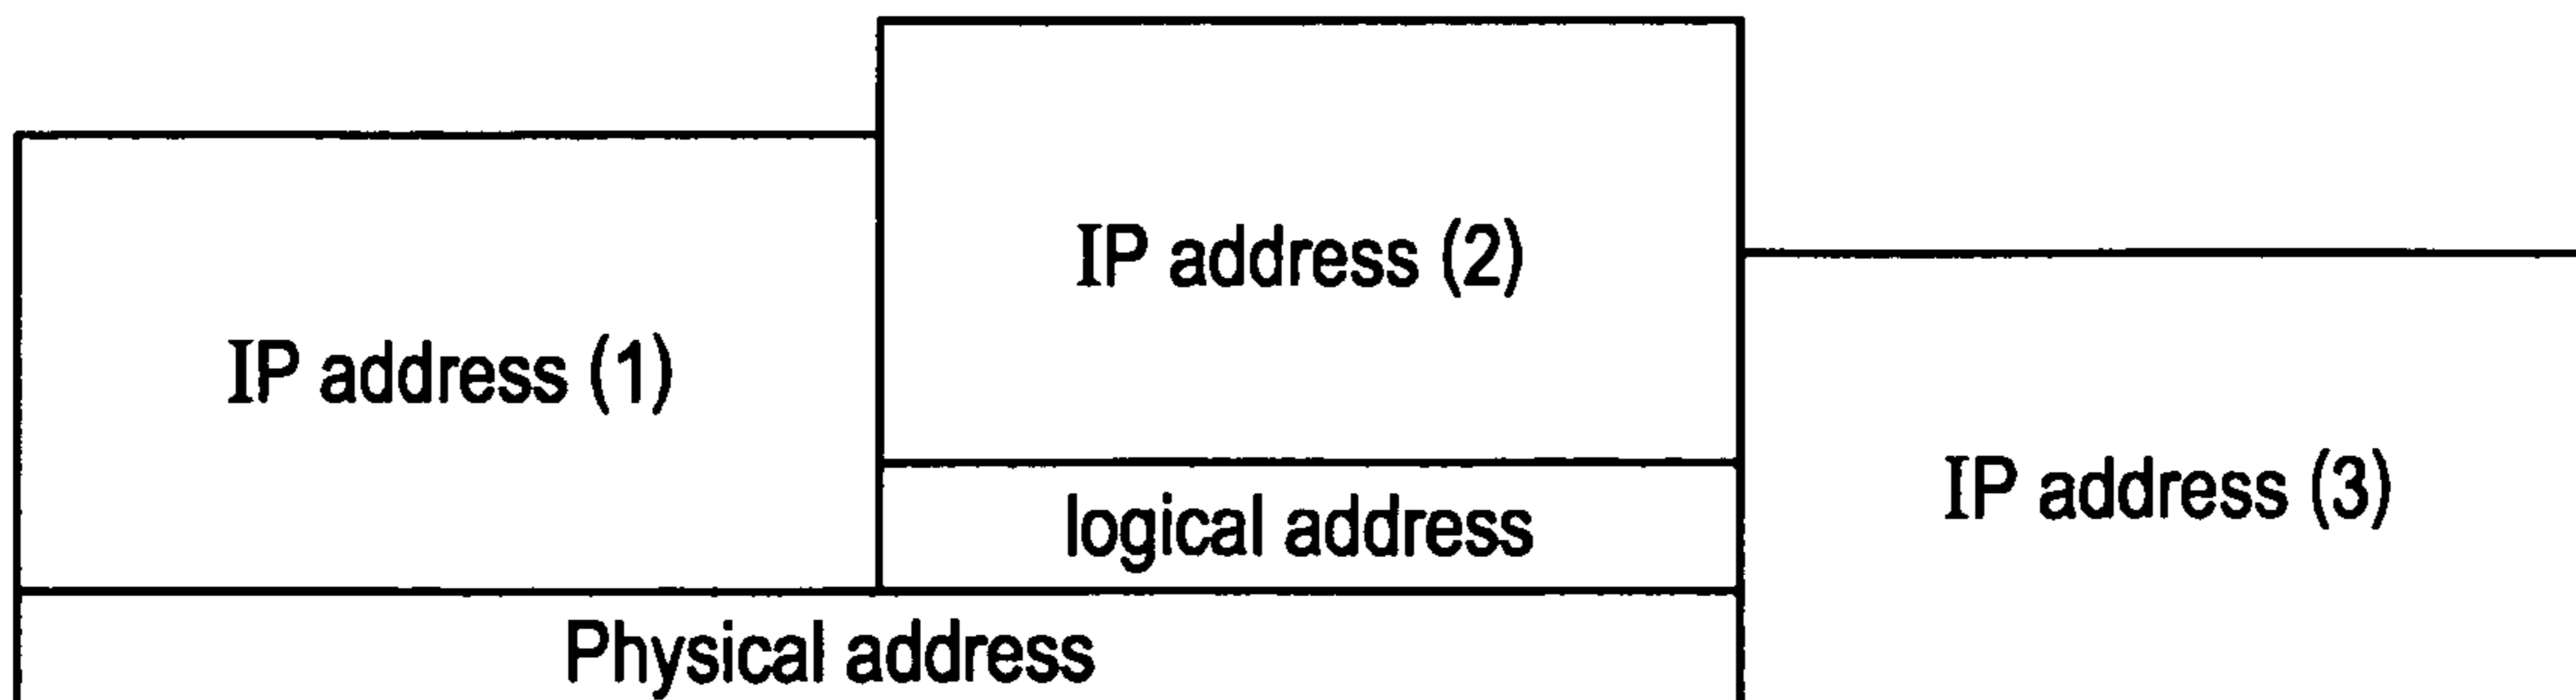 IP address (1)
IP address (2)
logical address
IP address (3)
Physical address